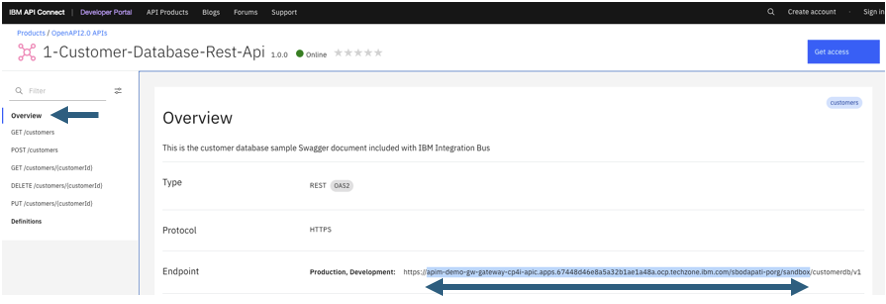 IBM API Connect | Developer Portal API Products Blogs Forums Support Create account Sign in
Products / OpenAPI2.0 APIs
1-Customer-Database-Rest-Api 1.0.0 Online Get access
Filter
customers
Overview
Overview
GET /customers
POST /customers
This is the customer database sample Swagger document included with IBM Integration Bus
GET /customers/{customerId}
DELETE /customers/{customerId}
Type REST OAS2
PUT /customers/{customerId}
Definitions
Protocol HTTPS
Endpoint Production, Development: https://apim-demo-gw-gateway-cp4i-apic.apps.67448d46e8a5a32b1ae1a48a.ocp.techzone.ibm.com/sbodapati-porg/sandbox/customerdb/v1